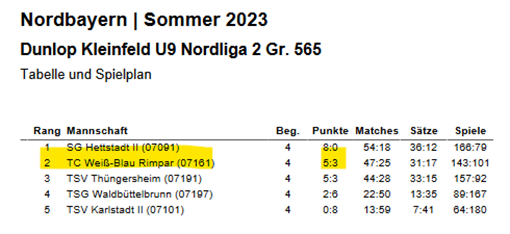 Nordbayern | Sommer 2023
Dunlop Kleinfeld U9 Nordliga 2 Gr. 565
Tabelle und Spielplan
Rang Mannschaft Beg. Punkte Matches Sätze Spiele
1 SG Hettstadt II (07091) 4 8:0 54:18 36:12 166:79
2 TC Weiß-Blau Rimpar (07161) 4 5:3 47:25 31:17 143:101
3 TSV Thüngersheim (07191) 4 5:3 44:28 33:15 157:92
4 TSG Waldbüttelbrunn (07197) 4 2:6 22:50 13:35 89:167
5 TSV Karlstadt II (07101) 4 0:8 13:59 7:41 64:180